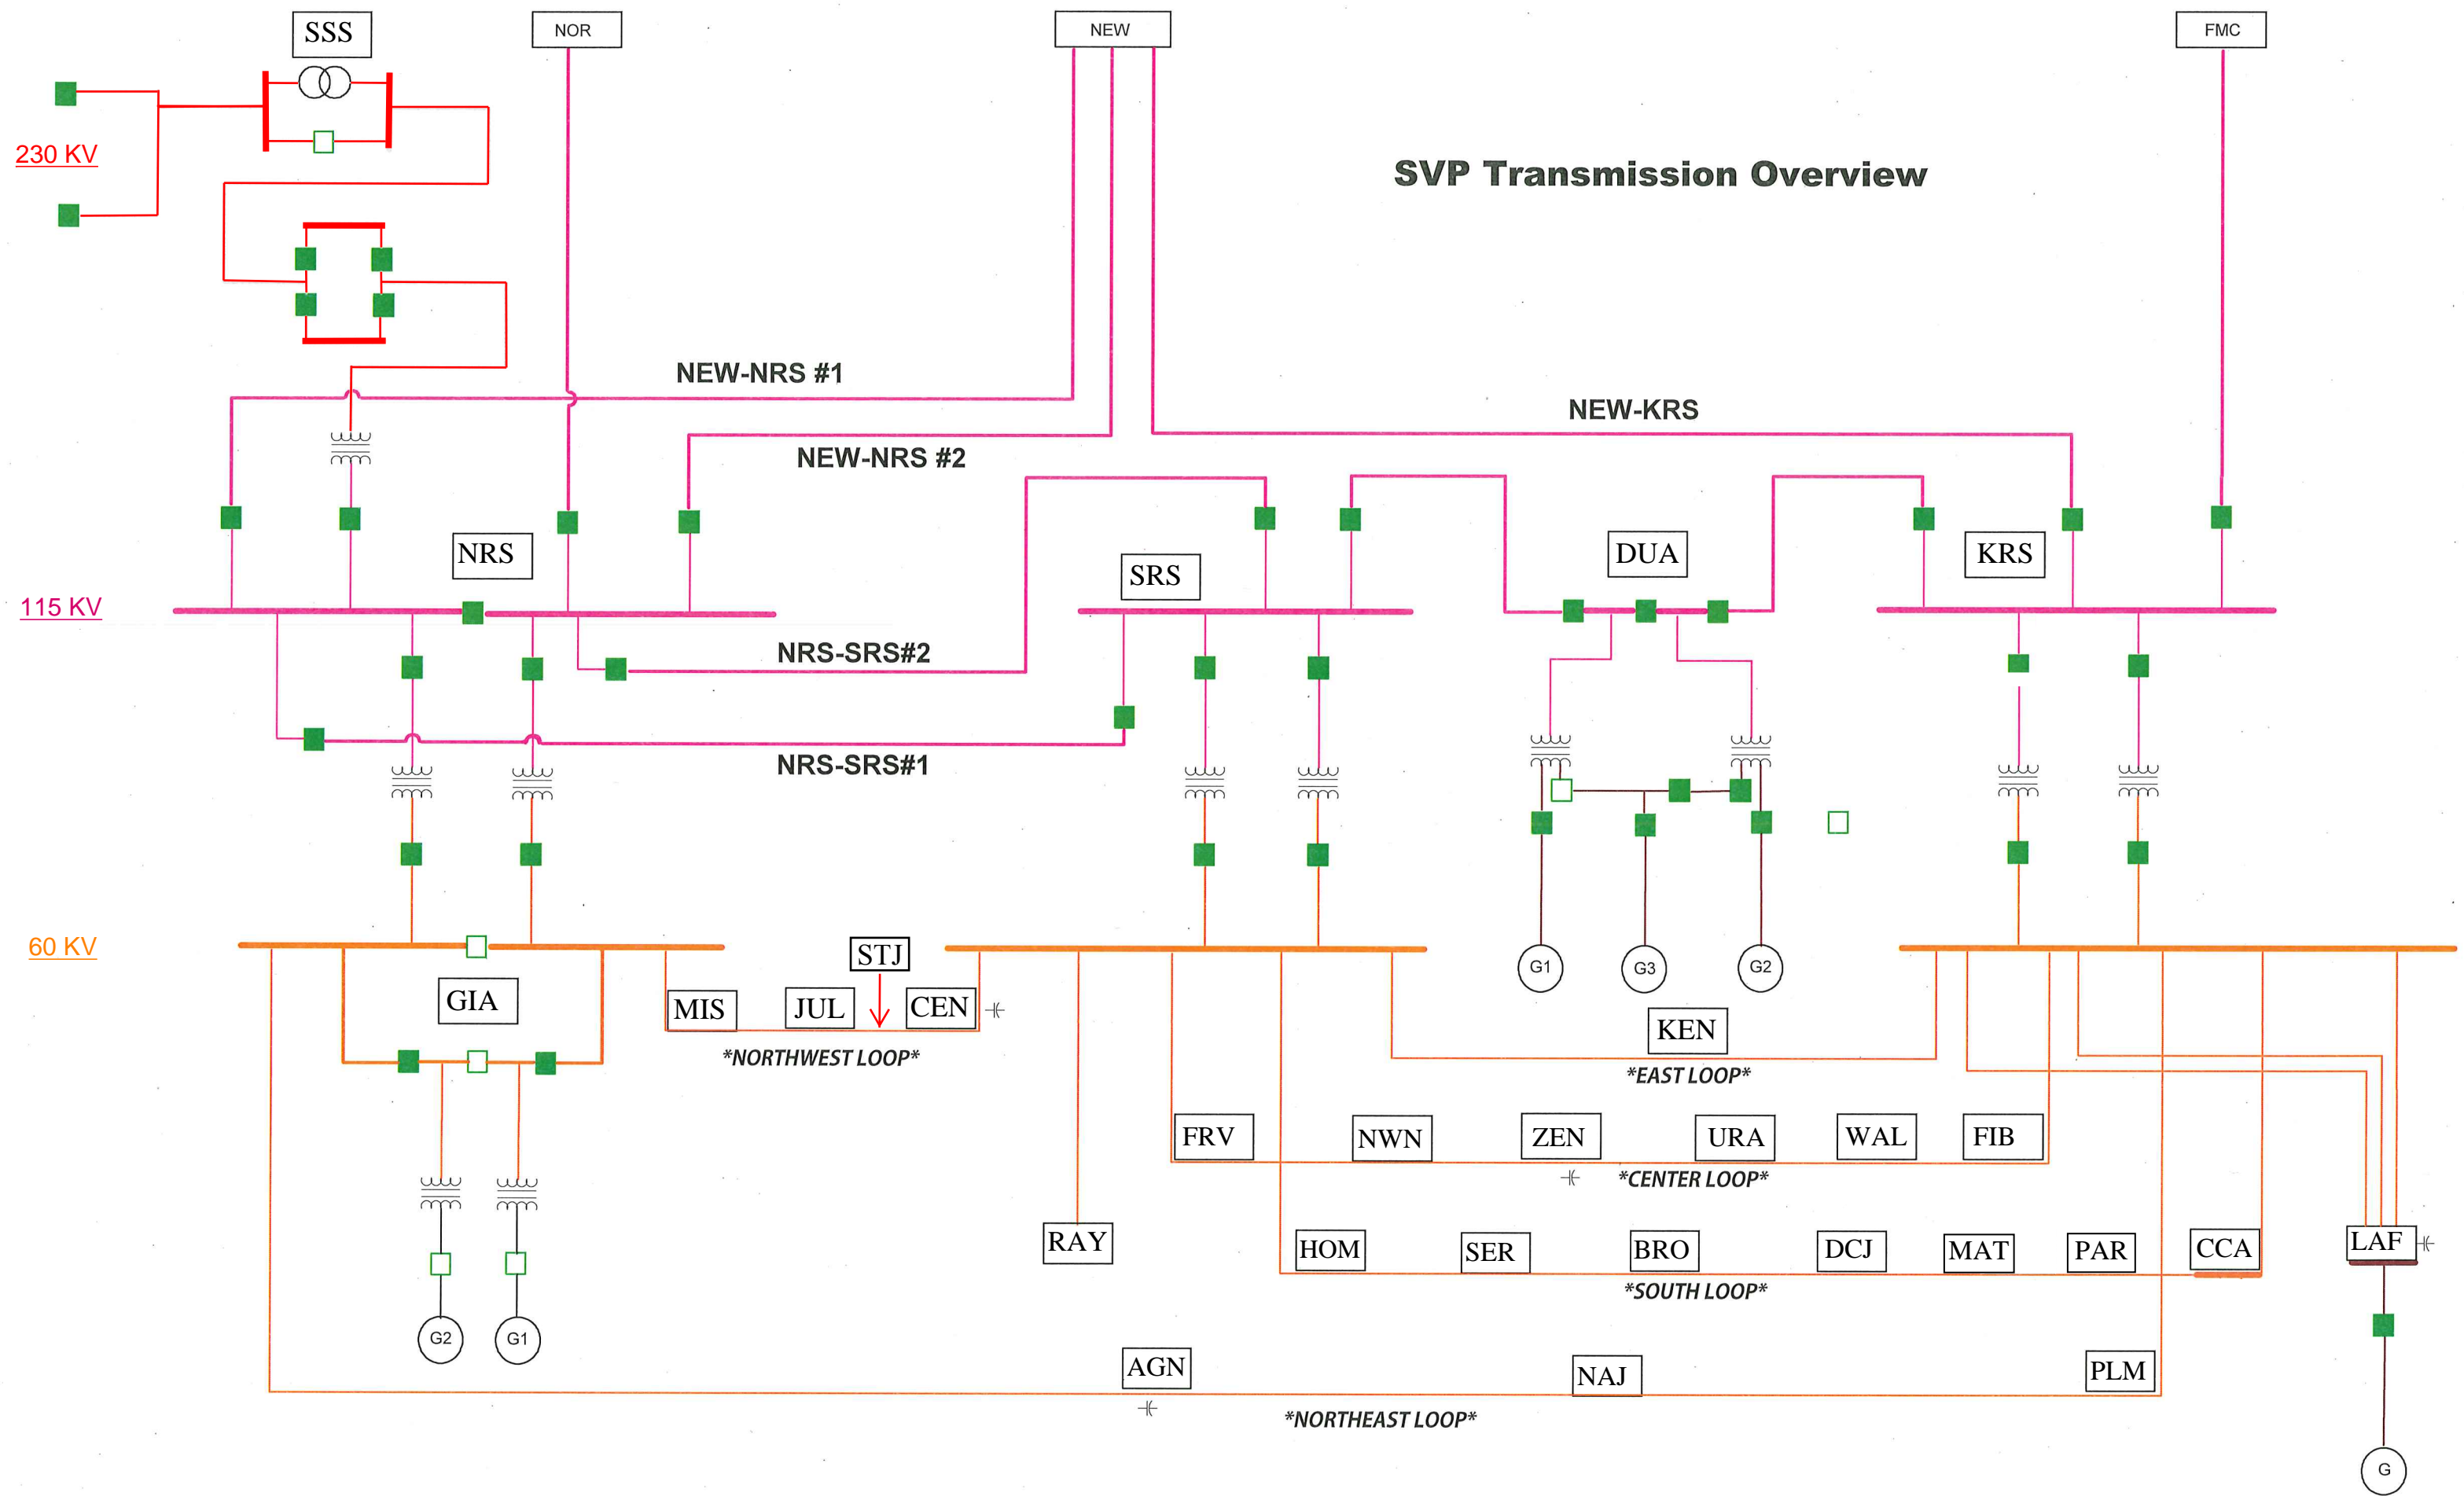 SSS
NOR
NEW
FMC
230 KV
SVP Transmission Overview
NEW-NRS #1
NEW-KRS
NEW-NRS #2
NRS
SRS
DUA
KRS
115 KV
NRS-SRS#2
NRS-SRS#1
60 KV
STJ
G1
G3
G2
GIA
MIS
JUL
CEN
KEN
*NORTHWEST LOOP*
*EAST LOOP*
FRV
NWN
ZEN
URA
WAL
FIB
*CENTER LOOP*
RAY
HOM
SER
BRO
DCJ
MAT
PAR
CCA
LAF
*SOUTH LOOP*
G2
G1
AGN
NAJ
PLM
*NORTHEAST LOOP*
G